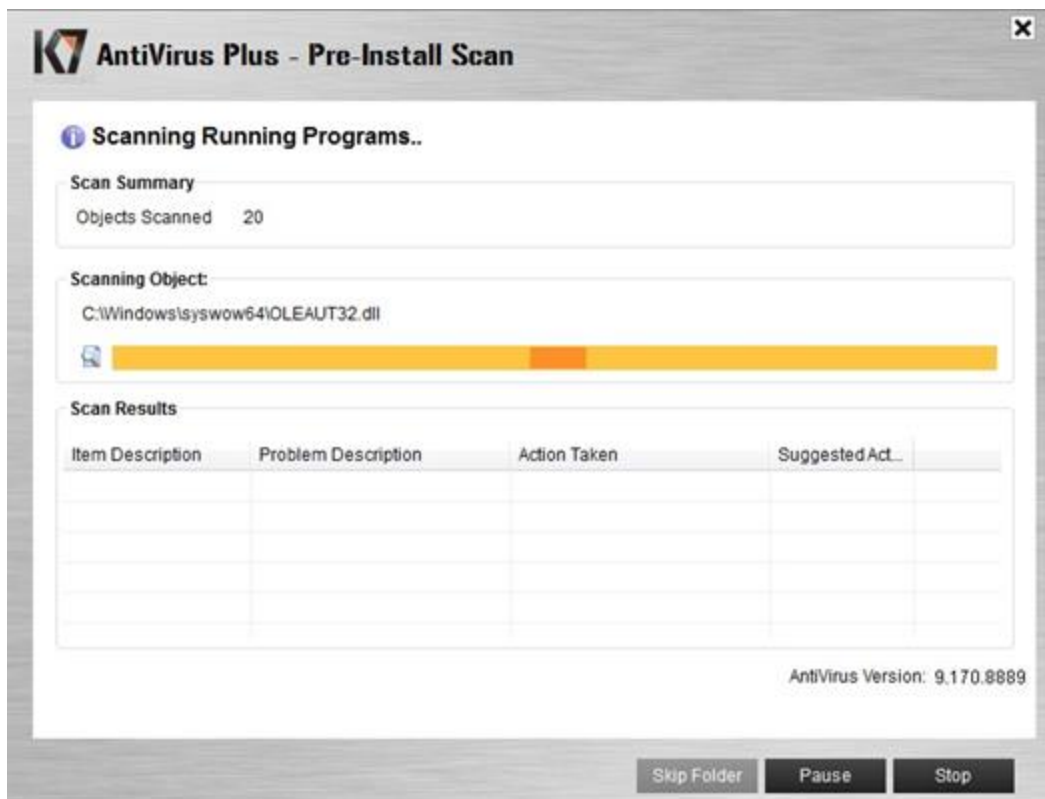 K7 AntiVirus Plus - Pre-Install Scan
Scanning Running Programs..
Scan Summary
Objects Scanned 20
Scanning Object:
C:\Windows\syswow64\OLEAUT32.dll
Scan Results
Item Description Problem Description Action Taken Suggested Act...
AntiVirus Version: 9.170.8889
Skip Folder Pause Stop